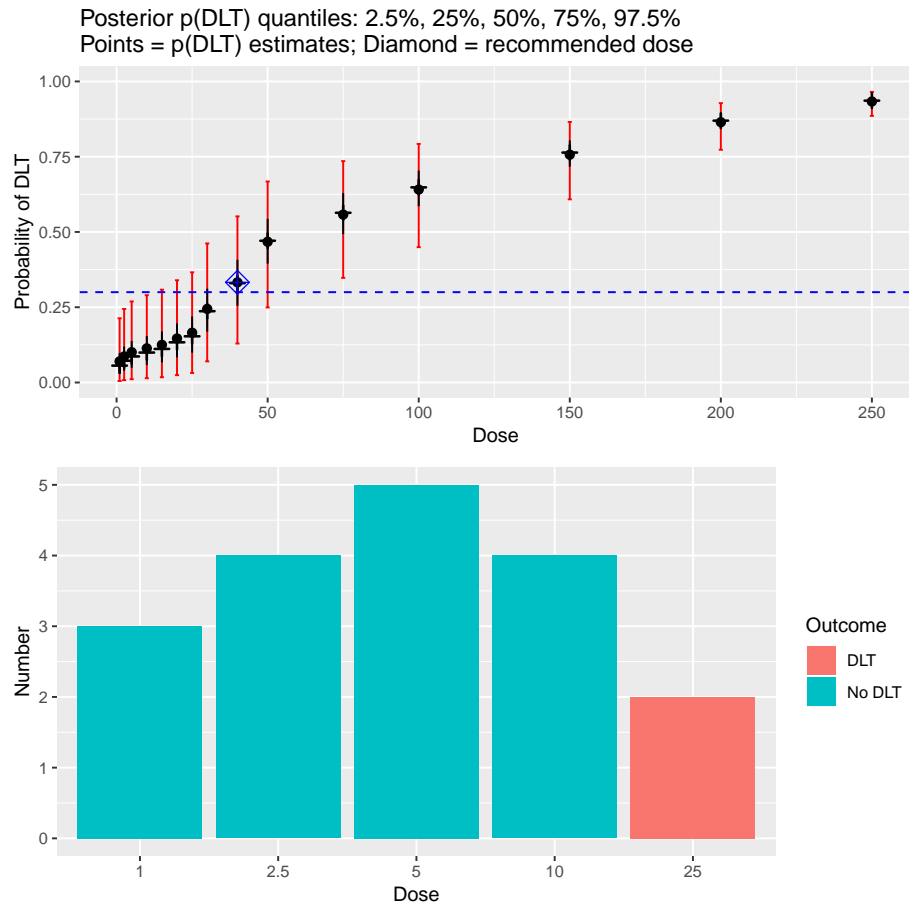 Posterior p(DLT) quantiles: 2.5%, 25%, 50%, 75%, 97.5%
Points = p(DLT) estimates; Diamond = recommended dose
Probability of DLT
1.00
0.75
0.50
0.25
0.00
0 50 100 150 200 250
Dose
Number
5
4
3
2
1
0
1 2.5 5 10 25
Dose
Outcome
DLT
No DLT